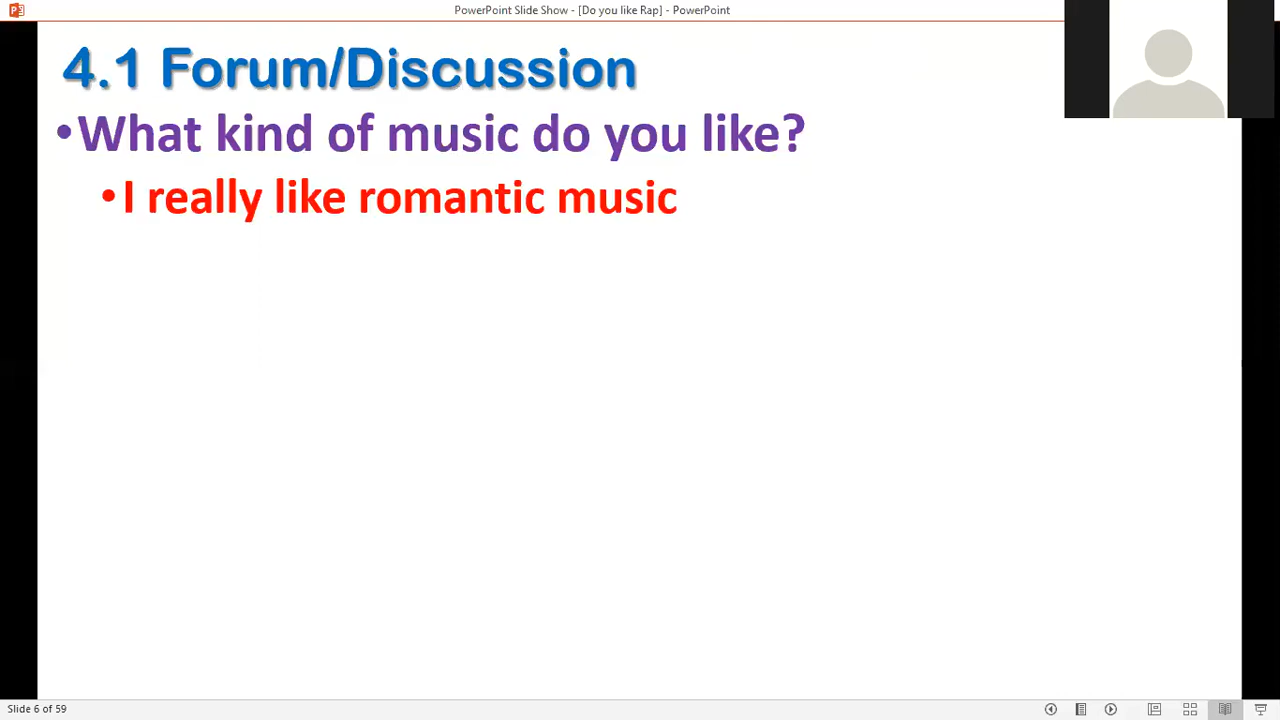 PowerPoint Slide Show - [Do you like Rap] - PowerPoint
4.1 Forum/Discussion
•What kind of music do you like?
•I really like romantic music
Slide 6 of 59